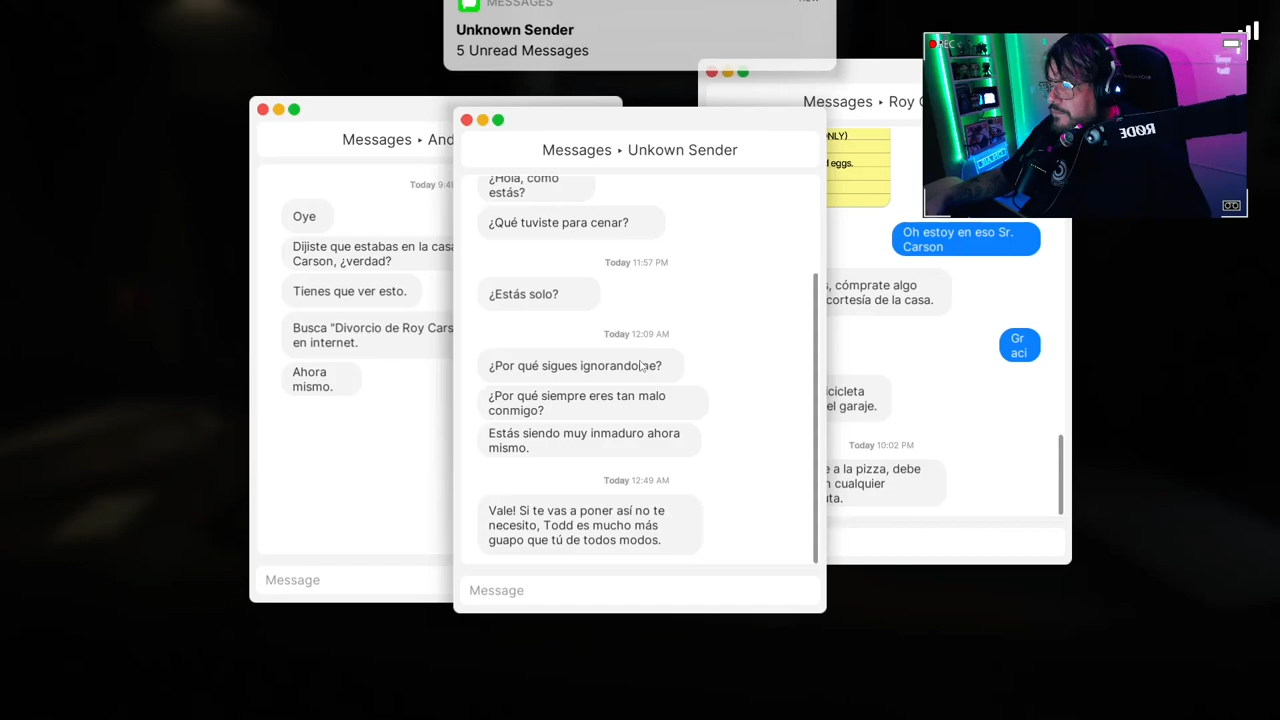 MESSAGES
Unknown Sender
5 Unread Messages
Messages ‣ And
Today 9:48
Oye
Dijiste que estabas en la casa
Carson, ¿verdad?
Tienes que ver esto.
Busca "Divorcio de Roy Cars
en internet.
Ahora
mismo.
Message
Messages ‣ Unkown Sender
¿Hola, cómo
estás?
¿Qué tuviste para cenar?
Today 11:57 PM
¿Estás solo?
Today 12:09 AM
¿Por qué sigues ignorandome?
¿Por qué siempre eres tan malo
conmigo?
Estás siendo muy inmaduro ahora
mismo.
Today 12:49 AM
Vale! Si te vas a poner así no te
necesito, Todd es mucho más
guapo que tú de todos modos.
Message
Messages ‣ Roy C
ONLY)
d eggs.
Oh estoy en eso Sr.
Carson
s, cómprate algo
cortesía de la casa.
Gr
aci
icicleta
el garaje.
Today 10:02 PM
e a la pizza, debe
n cualquier
uta.
REC
RØDE